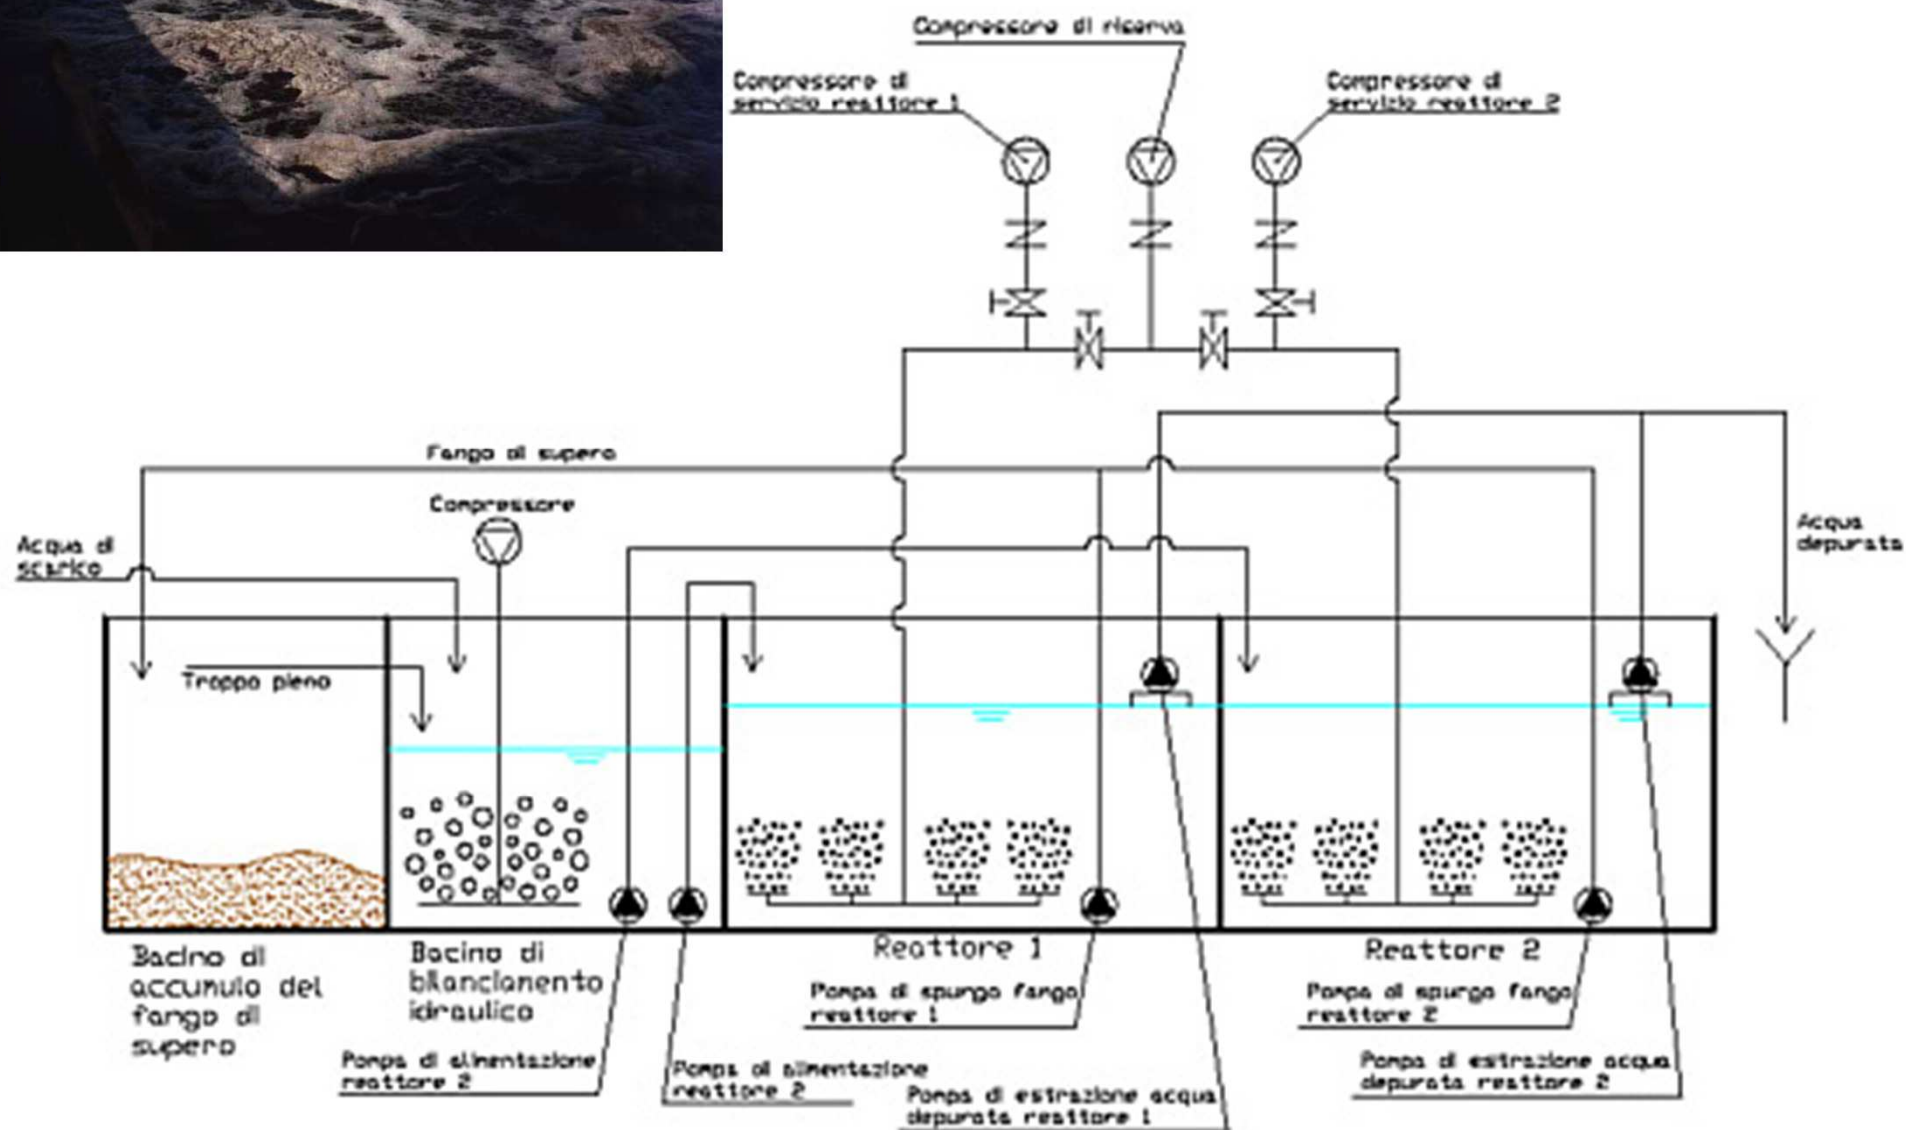 Compressore di riserva
Compressore di
servizio reattore 1
Compressore di
servizio reattore 2
Fango di supero
Compressore
Acqua di
scarico
Acqua
depurata
Troppo pieno
Bacino di
accumulo del
fango di
supero
Bacino di
bilancianento
idraulico
Reattore 1
Reattore 2
Pompa di spurgo fango
reattore 1
Pompa di spurgo fango
reattore 2
Pompa di alimentazione
reattore 2
Pompa di alimentazione
reattore 2
Pompa di estrazione acqua
depurata reattore 1
Pompa di estrazione acqua
depurata reattore 2